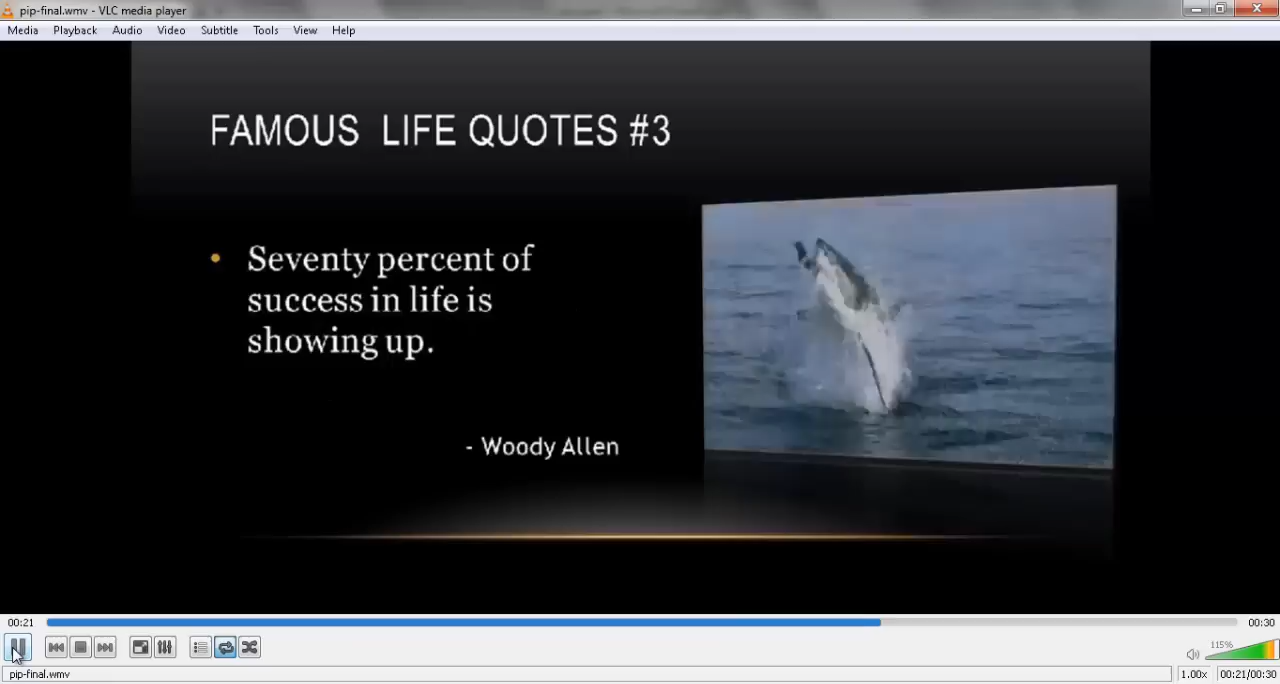 pip-final.wmv - VLC media player
Media Playback Audio Video Subtitle Tools View Help
FAMOUS LIFE QUOTES #3
• Seventy percent of
success in life is
showing up.
- Woody Allen
00:21 00:30
115%
pip-final.wmv 1.00x 00:21/00:30